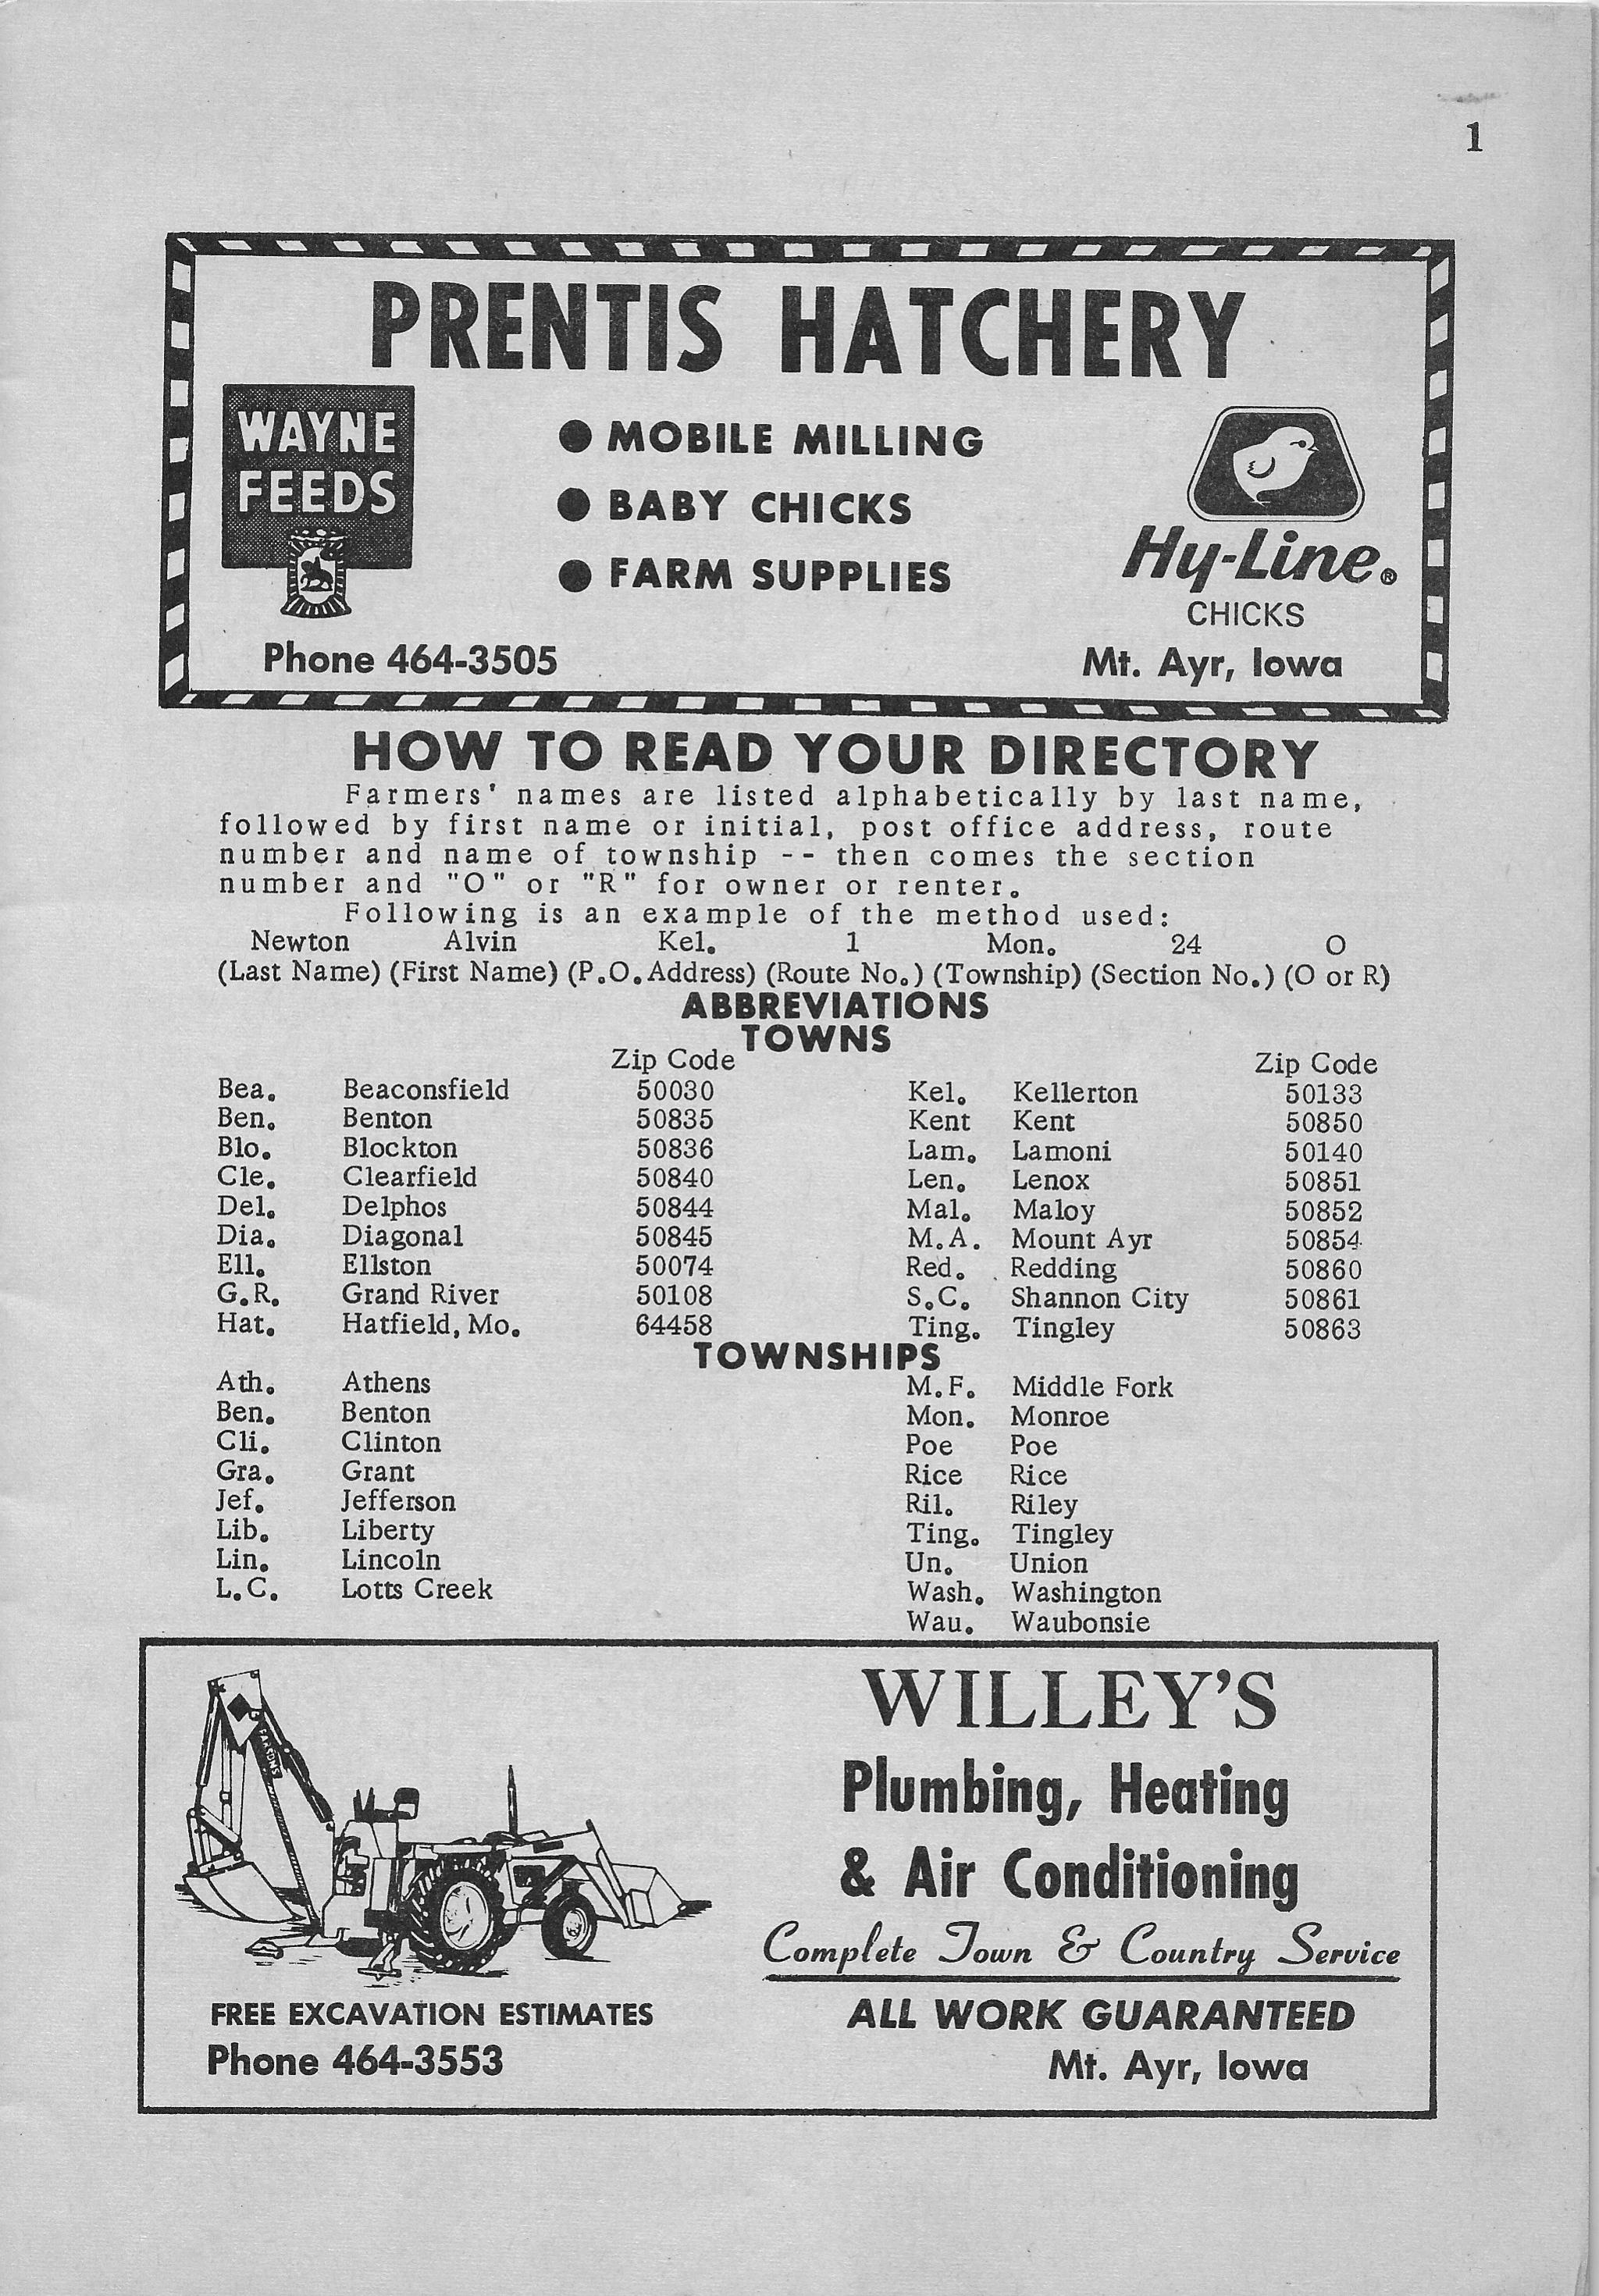 1
PRENTIS HATCHERY
WAYNE
FEEDS
● MOBILE MILLING
● BABY CHICKS
● FARM SUPPLIES
Hy-Line®
CHICKS
Phone 464-3505
Mt. Ayr, Iowa
HOW TO READ YOUR DIRECTORY
Farmers' names are listed alphabetically by last name,
followed by first name or initial, post office address, route
number and name of township -- then comes the section
number and "O" or "R" for owner or renter.
Following is an example of the method used:
Newton Alvin Kel. 1 Mon. 24 O
(Last Name) (First Name) (P.O. Address) (Route No.) (Township) (Section No.) (O or R)
ABBREVIATIONS
TOWNS
Zip Code Zip Code
Bea. Beaconsfield 50030 Kel. Kellerton 50133
Ben. Benton 50835 Kent Kent 50850
Blo. Blockton 50836 Lam. Lamoni 50140
Cle. Clearfield 50840 Len. Lenox 50851
Del. Delphos 50844 Mal. Maloy 50852
Dia. Diagonal 50845 M.A. Mount Ayr 50854
Ell. Ellston 50074 Red. Redding 50860
G.R. Grand River 50108 S.C. Shannon City 50861
Hat. Hatfield, Mo. 64458 Ting. Tingley 50863
TOWNSHIPS
Ath. Athens M.F. Middle Fork
Ben. Benton Mon. Monroe
Cli. Clinton Poe Poe
Gra. Grant Rice Rice
Jef. Jefferson Ril. Riley
Lib. Liberty Ting. Tingley
Lin. Lincoln Un. Union
L.C. Lotts Creek Wash. Washington
Wau. Waubonsie
PARSONS
WILLEY'S
Plumbing, Heating
& Air Conditioning
Complete Town & Country Service
FREE EXCAVATION ESTIMATES
ALL WORK GUARANTEED
Phone 464-3553
Mt. Ayr, Iowa